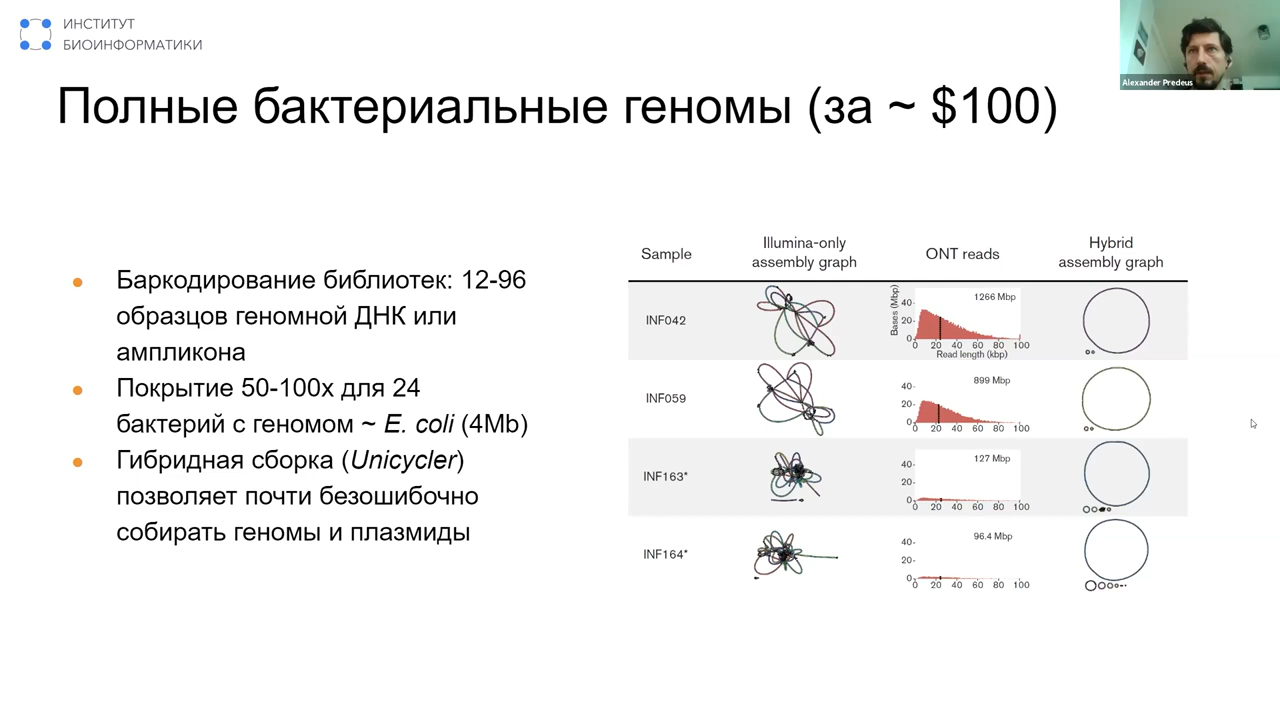 ИНСТИТУТ
БИОИНФОРМАТИКИ
Alexander Predeus
Полные бактериальные геномы (за ~ $100)
● Баркодирование библиотек: 12-96
образцов геномной ДНК или
ампликона
● Покрытие 50-100x для 24
бактерий с геномом ~ E. coli (4Mb)
● Гибридная сборка (Unicycler)
позволяет почти безошибочно
собирать геномы и плазмиды
Sample
Illumina-only
assembly graph
ONT reads
Hybrid
assembly graph
INF042
Bases (Mbp)
40
20
0
1266 Mbp
0 20 40 60 80 100
Read length (kbp)
INF059
40
20
0
899 Mbp
0 20 40 60 80 100
INF163*
40
20
0
127 Mbp
0 20 40 60 80 100
INF164*
40
20
0
96.4 Mbp
0 20 40 60 80 100